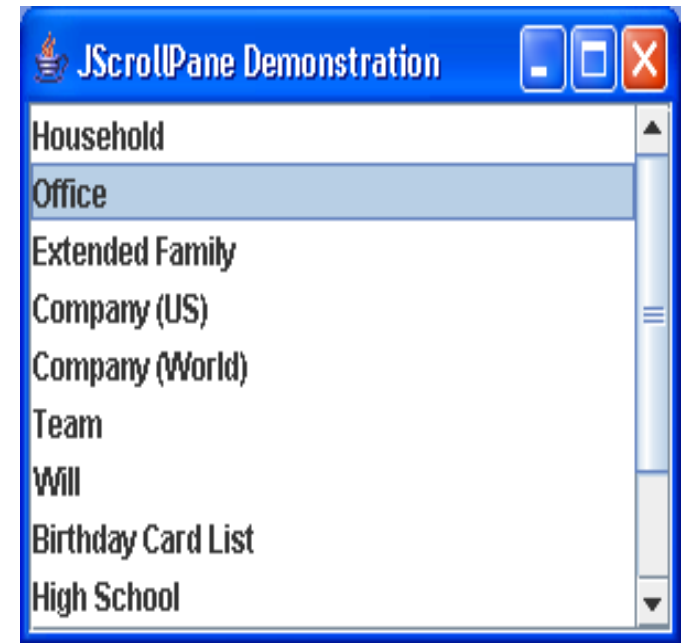 JScrollPane Demonstration
Household
Office
Extended Family
Company (US)
Company (World)
Team
Will
Birthday Card List
High School